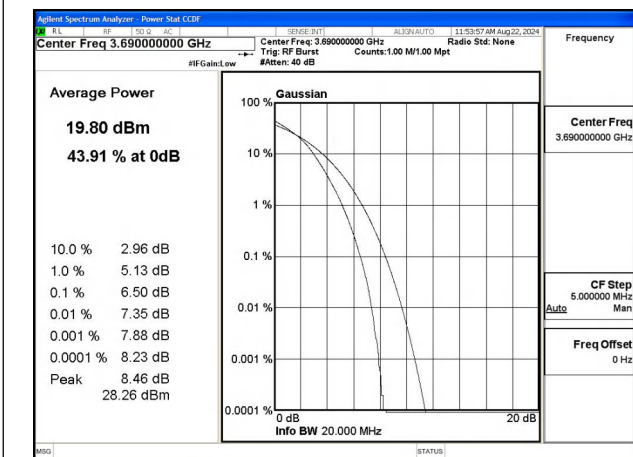 Agilent Spectrum Analyzer - Power Stat CCDF
RL RF 50 Ω AC SENSE:INT ALIGN AUTO 11:53:57 AM Aug 22, 2024
Center Freq 3.690000000 GHz
Center Freq: 3.690000000 GHz Radio Std: None
Trig: RF Burst Counts:1.00 M/1.00 Mpt
#IFGain:Low #Atten: 40 dB
Frequency
Average Power
19.80 dBm
43.91 % at 0dB
10.0 % 2.96 dB
1.0 % 5.13 dB
0.1 % 6.50 dB
0.01 % 7.35 dB
0.001 % 7.88 dB
0.0001 % 8.23 dB
Peak 8.46 dB
28.26 dBm
Gaussian
100 %
10 %
1 %
0.1 %
0.01 %
0.001 %
0.0001 %
0 dB 20 dB
Info BW 20.000 MHz
Center Freq
3.690000000 GHz
CF Step
5.000000 MHz
Auto Man
Freq Offset
0 Hz
MSG STATUS